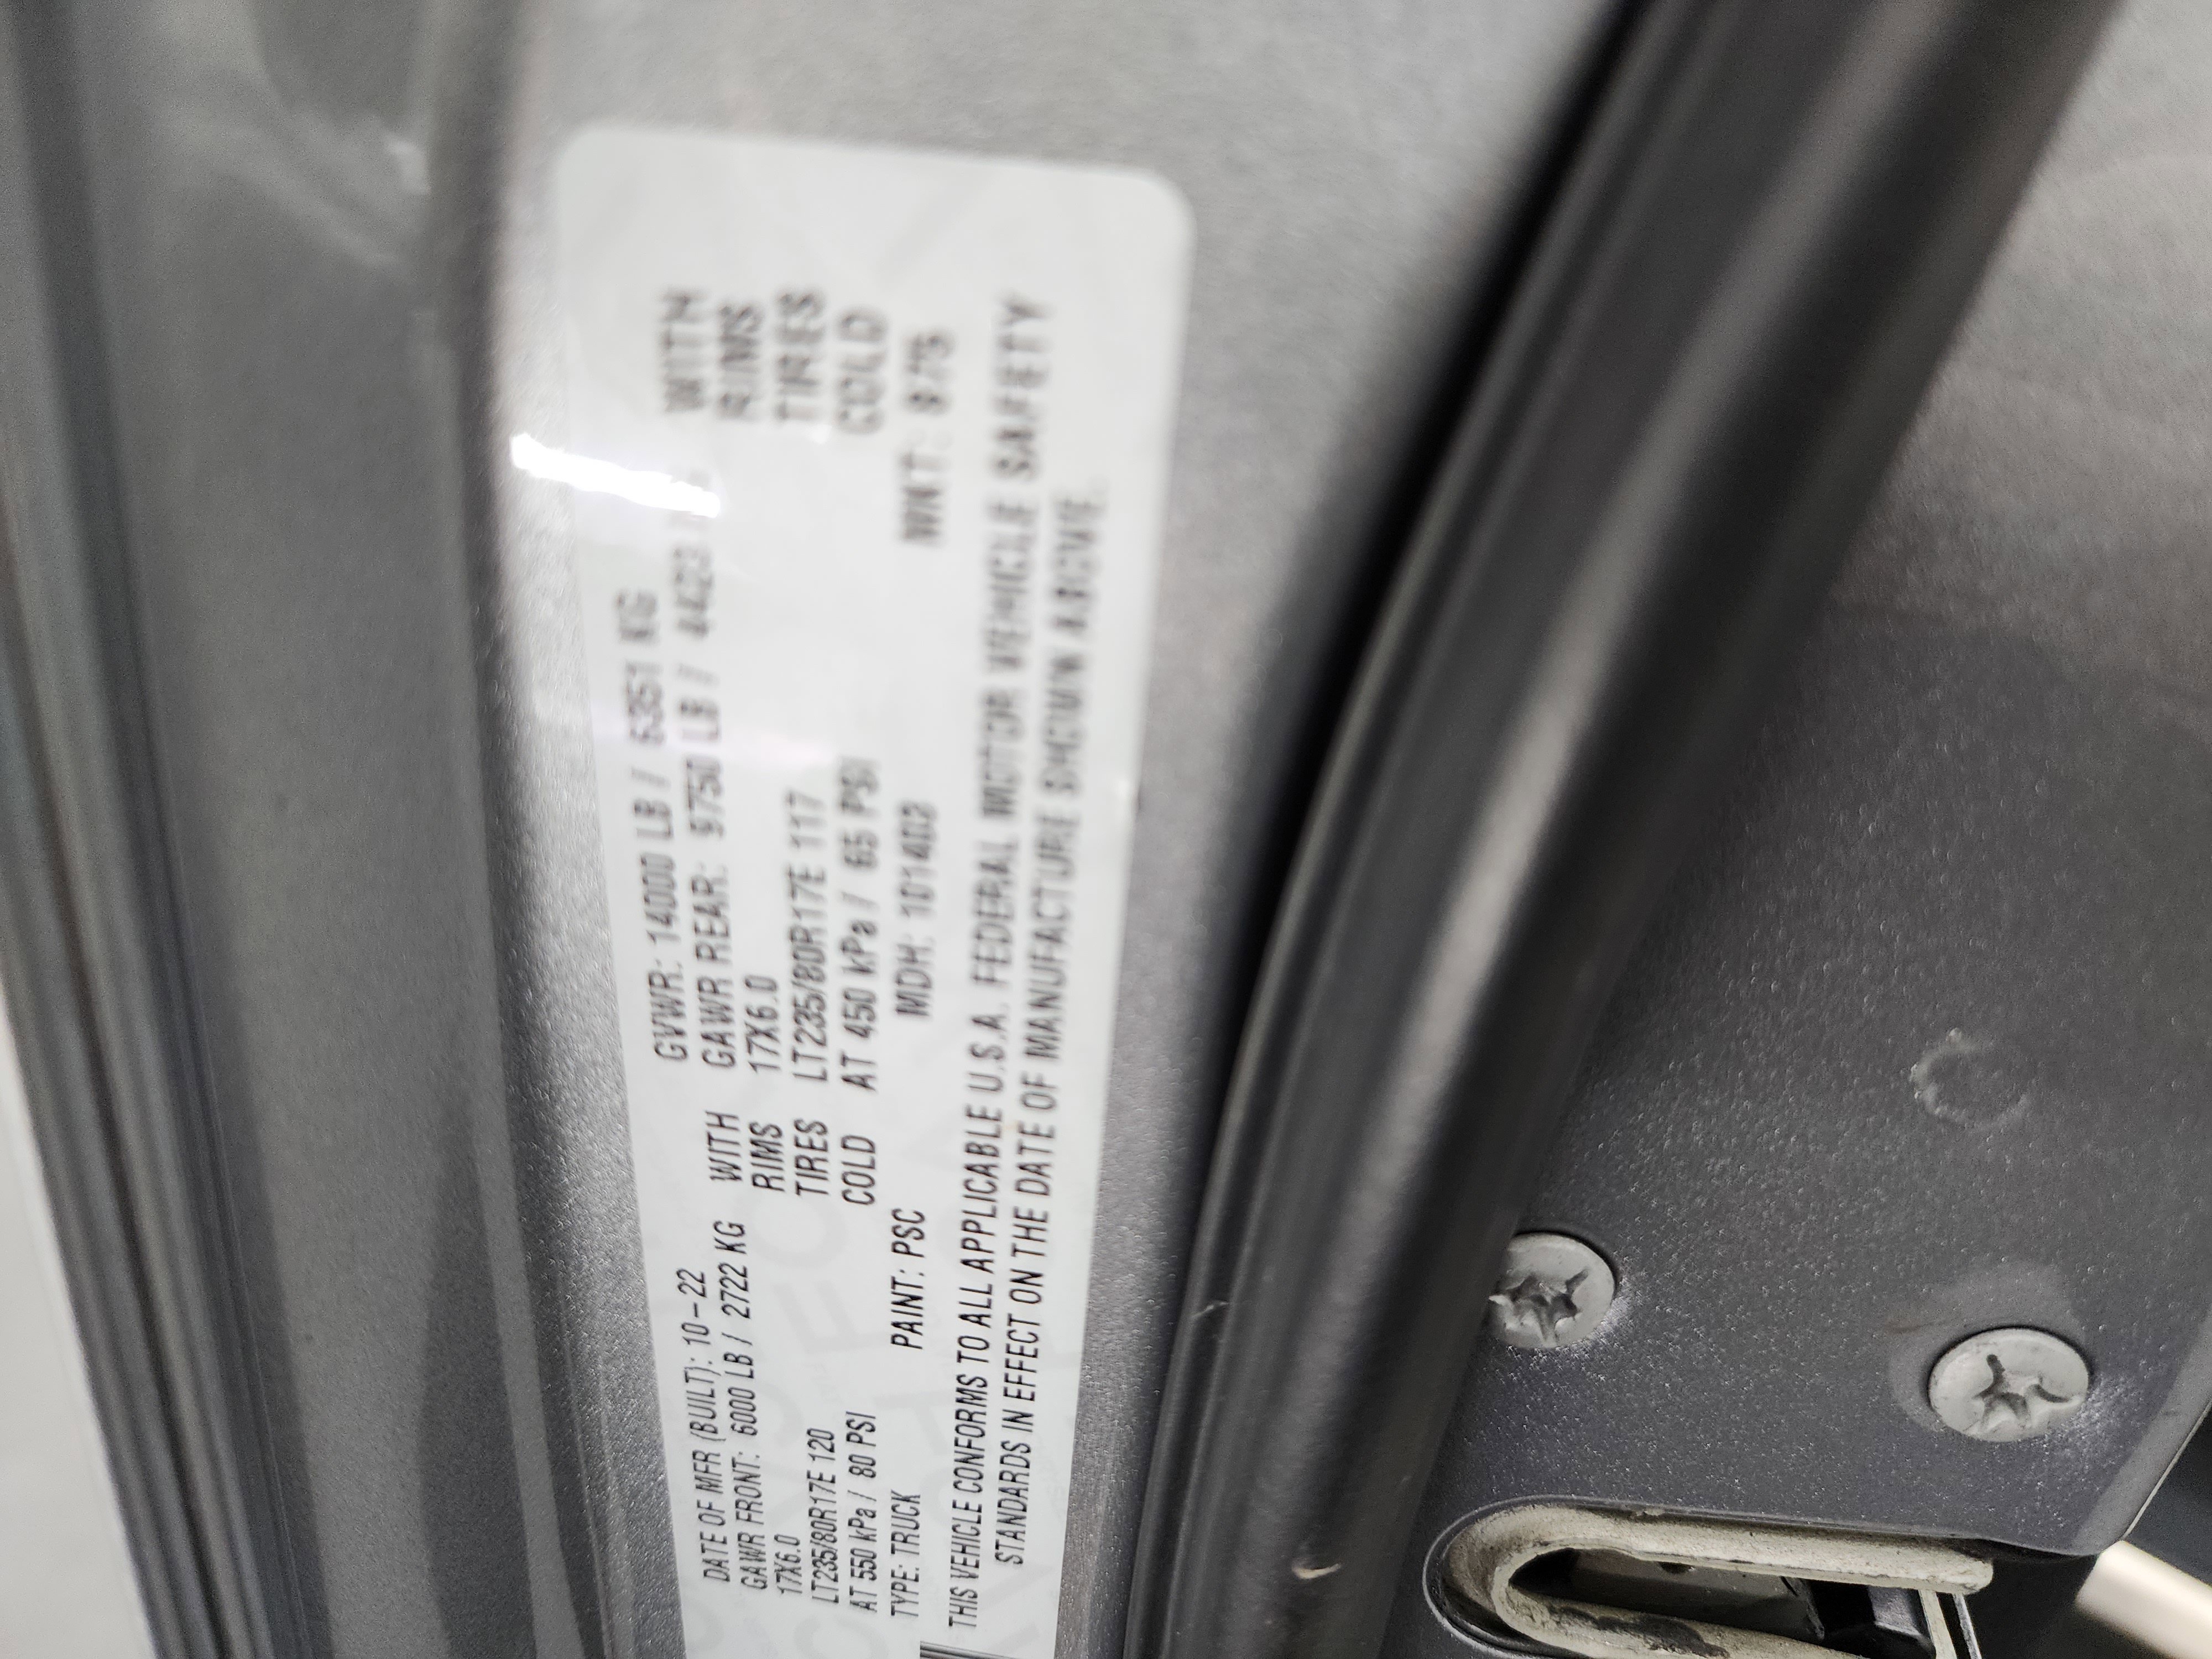 DATE OF MFR (BUILT): 10-22 GVWR: 14000 LB / 6351 KG
GAWR FRONT: 6000 LB / 2722 KG WITH GAWR REAR: 9750 LB / 4423 WITH
17X6.0 RIMS 17X6.0 RIMS
LT235/80R17E 120 TIRES LT235/80R17E 117 TIRES
AT 550 kPa / 80 PSI COLD AT 450 kPa / 65 PSI COLD
TYPE: TRUCK PAINT: PSC MDH: 101403 975
THIS VEHICLE CONFORMS TO ALL APPLICABLE U.S.A. FEDERAL MOTOR VEHICLE SAFETY
STANDARDS IN EFFECT ON THE DATE OF MANUFACTURE SHOWN ABOVE.